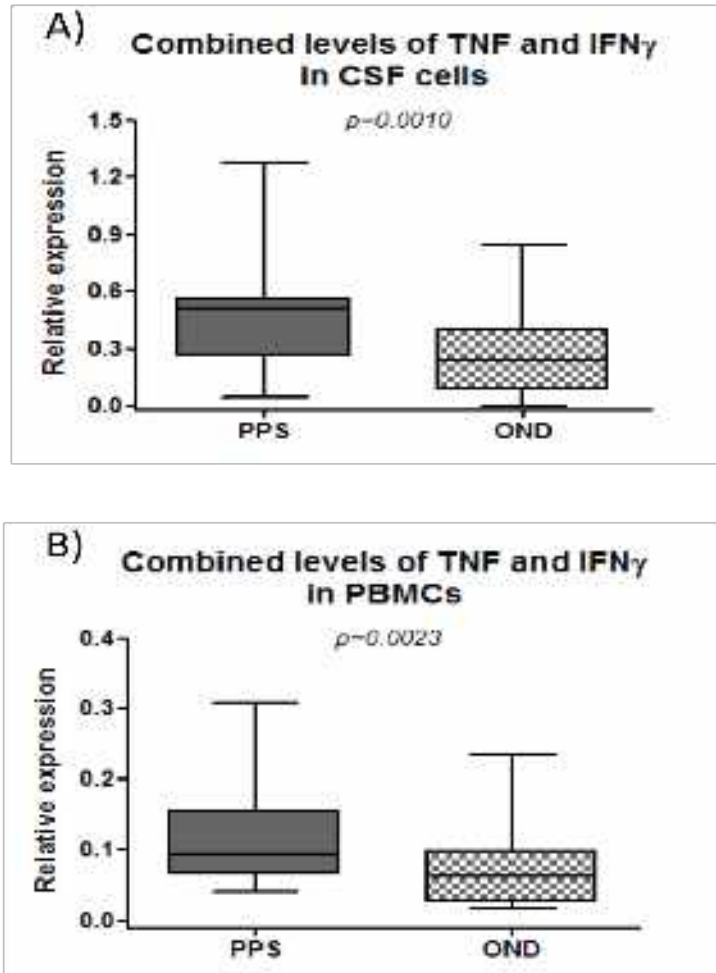 A)
Combined levels of TNF and IFNγ
in CSF cells
p=0.0010
Relative expression
1.5
1.2
0.9
0.6
0.3
0.0
PPS OND
B)
Combined levels of TNF and IFNγ
in PBMCs
p=0.0023
Relative expression
0.4
0.3
0.2
0.1
0.0
PPS OND